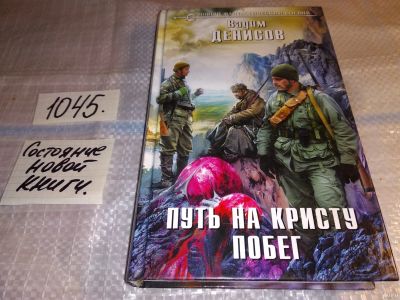 1045.
Состояние
новой
книги.
Вадим
ДЕНИСОВ
ПУТЬ НА КРИСТУ
ПОБЕГ